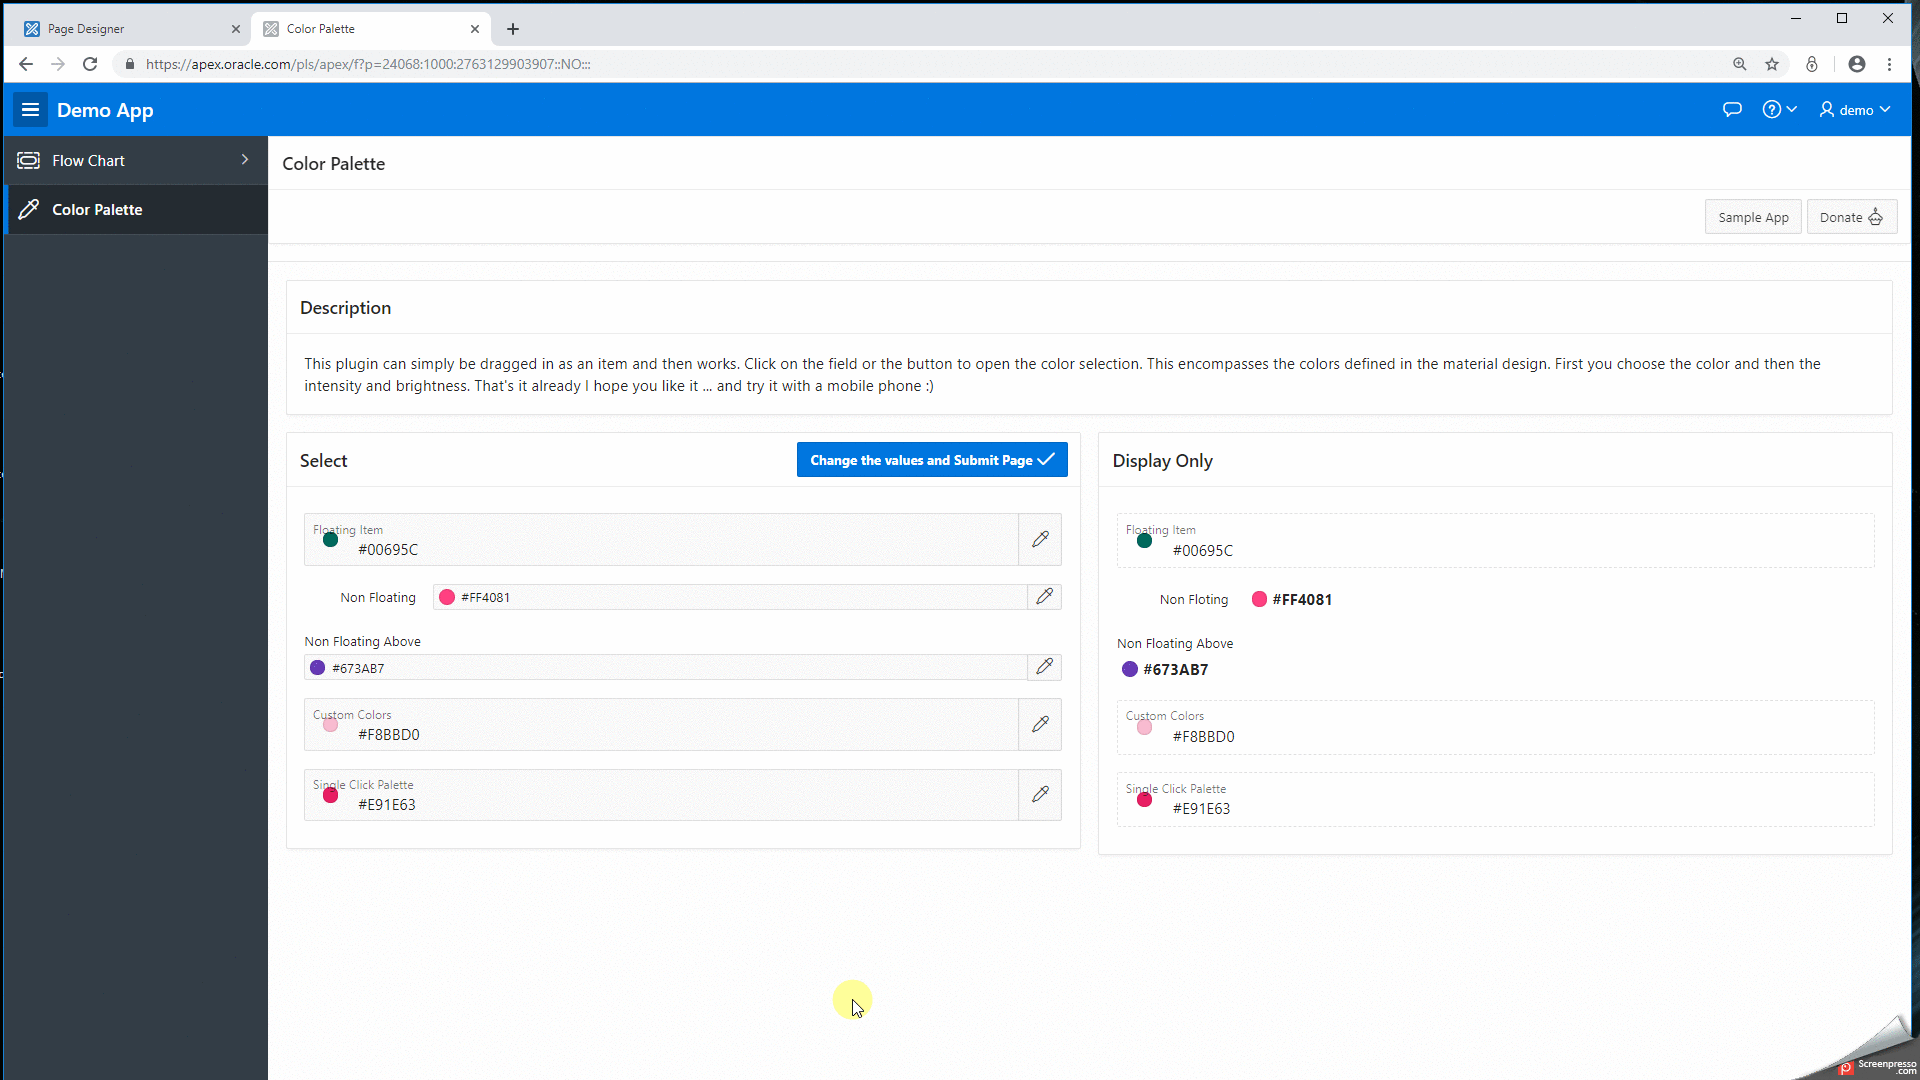 Page Designer
Color Palette
https://apex.oracle.com/pls/apex/f?p=24068:1000:2763129903907::NO:::
Demo App
demo
Flow Chart
Color Palette
Color Palette
Sample App
Donate
Description
This plugin can simply be dragged in as an item and then works. Click on the field or the button to open the color selection. This encompasses the colors defined in the material design. First you choose the color and then the
intensity and brightness. That's it already I hope you like it ... and try it with a mobile phone :)
Select
Change the values and Submit Page
Floating Item
#00695C
Non Floating
#FF4081
Non Floating Above
#673AB7
Custom Colors
#F8BBD0
Single Click Palette
#E91E63
Display Only
Floating Item
#00695C
Non Floting
#FF4081
Non Floating Above
#673AB7
Custom Colors
#F8BBD0
Single Click Palette
#E91E63
Screenpresso
.com